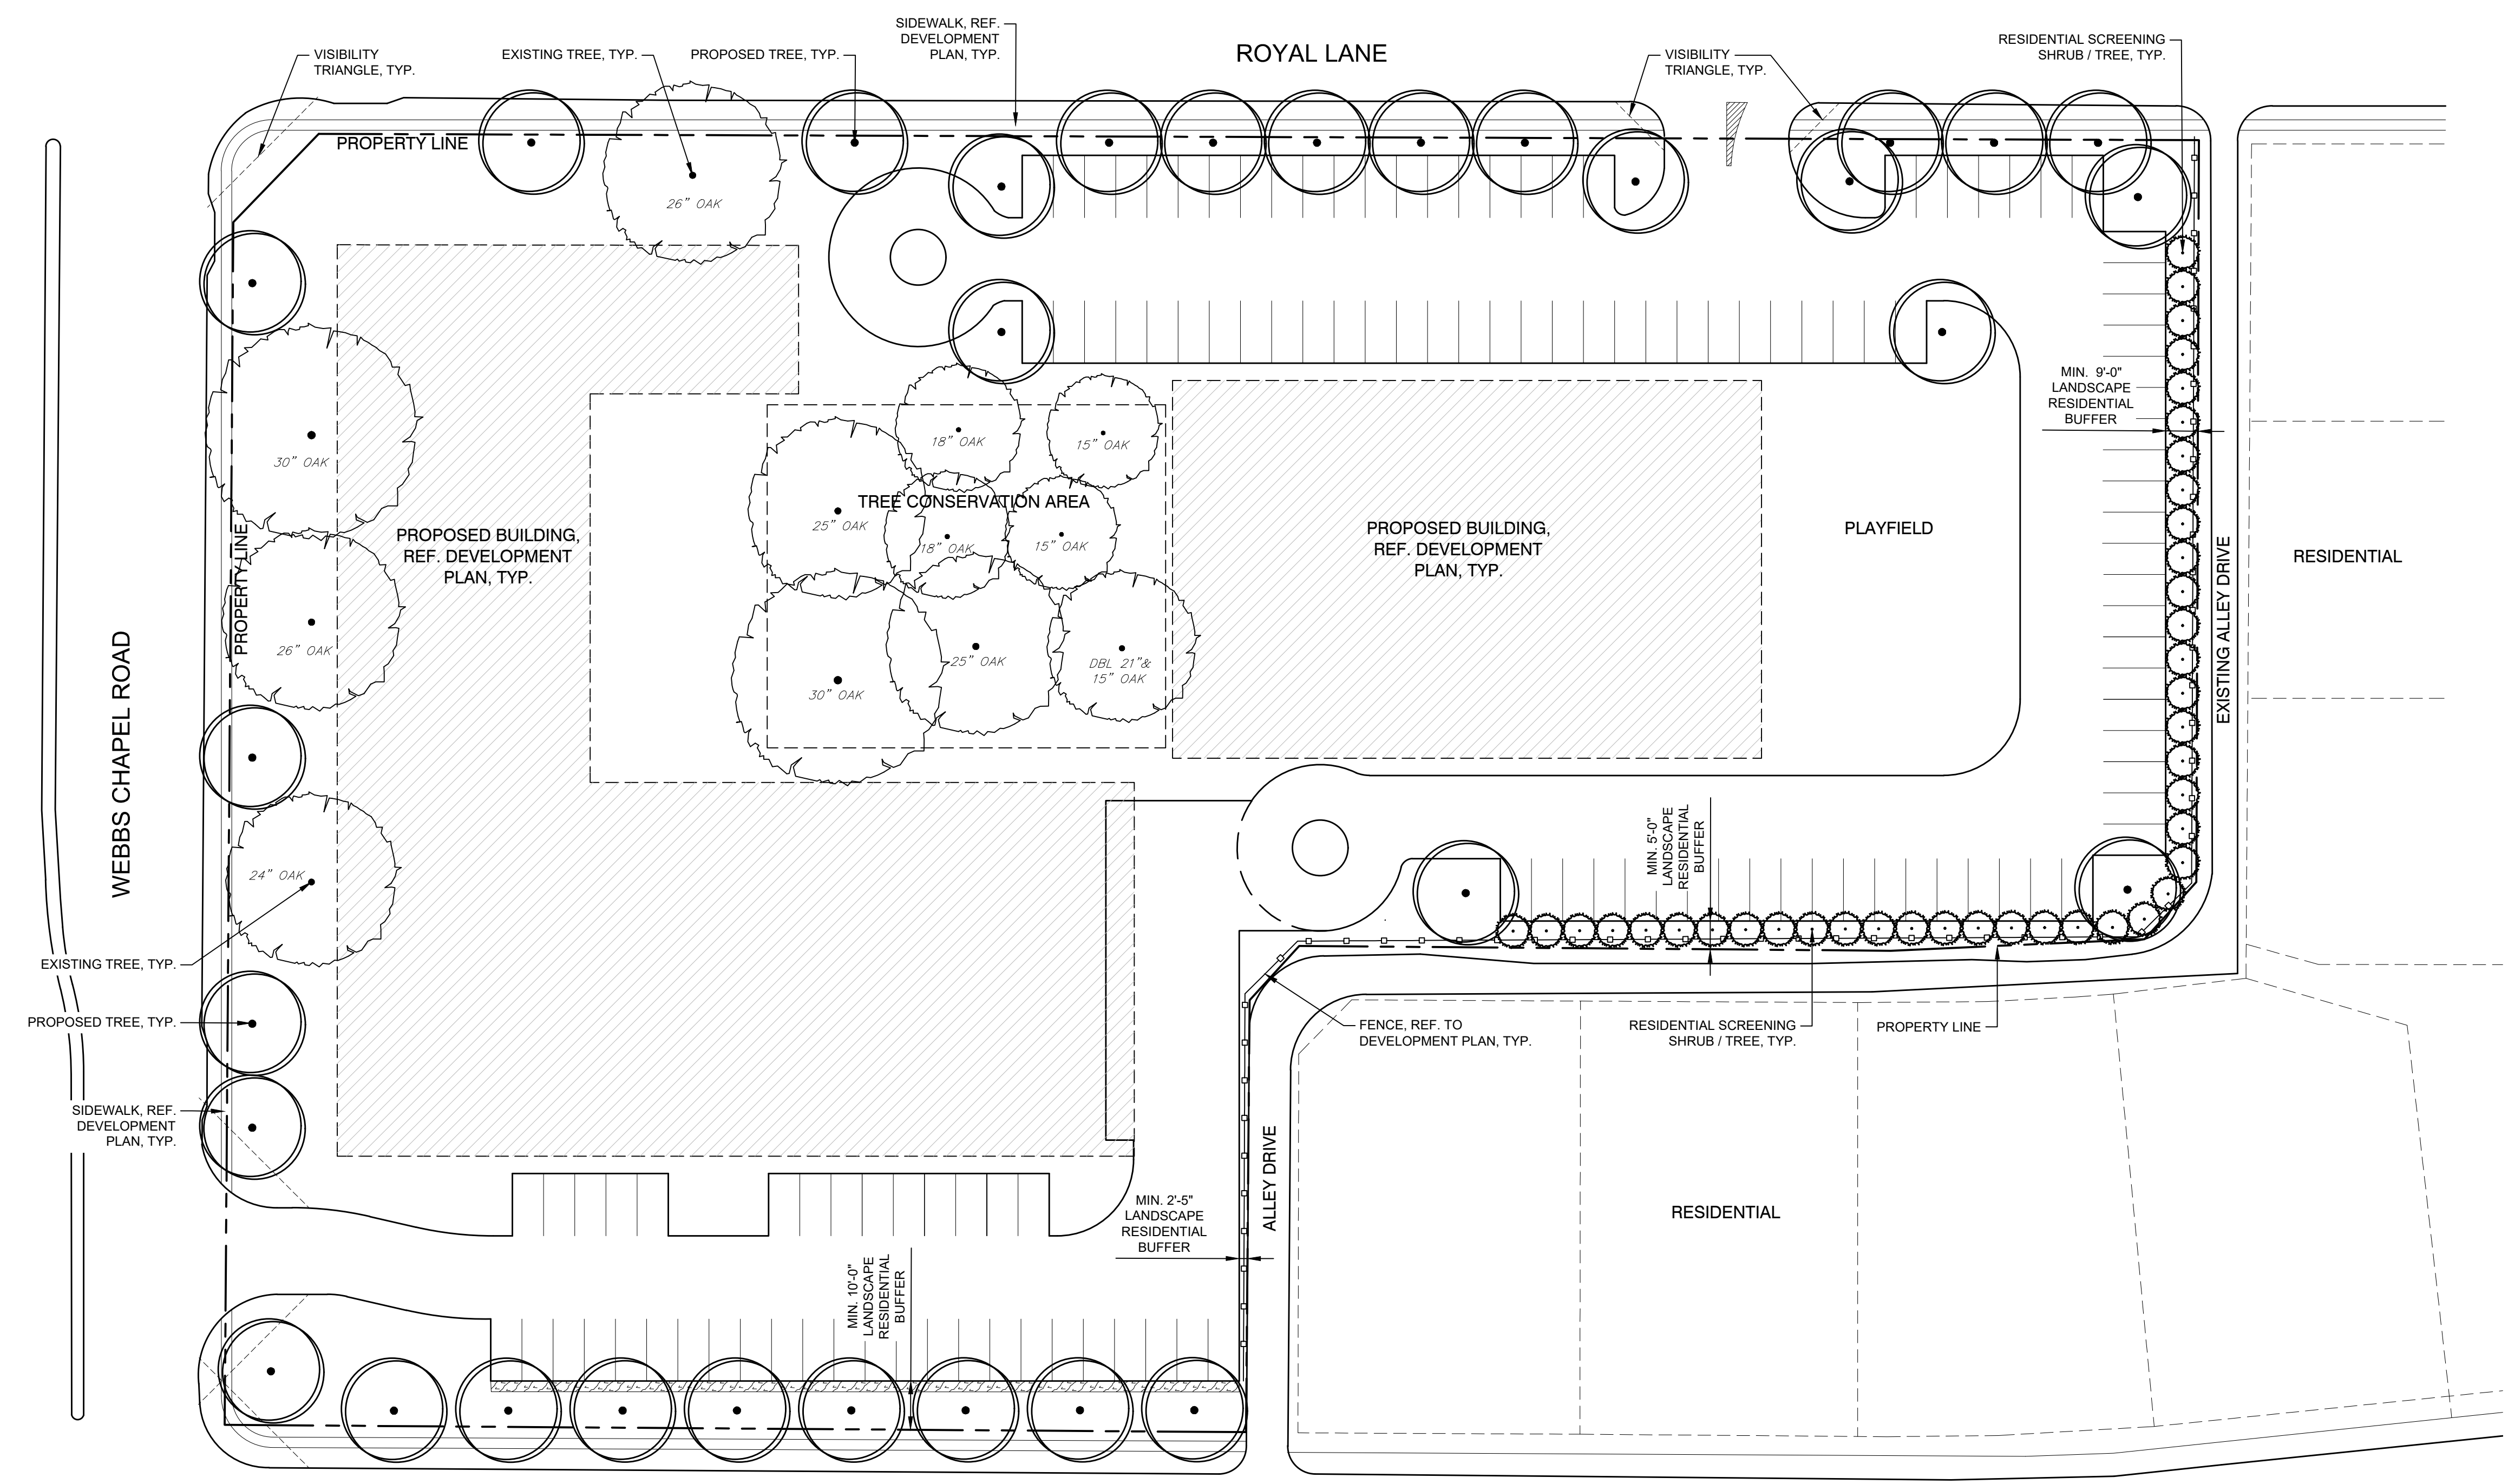 SIDEWALK, REF.
DEVELOPMENT
PLAN, TYP.
ROYAL LANE
RESIDENTIAL SCREENING
SHRUB / TREE, TYP.
VISIBILITY
TRIANGLE, TYP.
EXISTING TREE, TYP.
PROPOSED TREE, TYP.
VISIBILITY
TRIANGLE, TYP.
PROPERTY LINE
26" OAK
MIN. 9'-0"
LANDSCAPE
RESIDENTIAL
BUFFER
30" OAK
18" OAK
15" OAK
TREE CONSERVATION AREA
25" OAK
18" OAK
15" OAK
PROPERTY LINE
PROPOSED BUILDING,
REF. DEVELOPMENT
PLAN, TYP.
PROPOSED BUILDING,
REF. DEVELOPMENT
PLAN, TYP.
PLAYFIELD
EXISTING ALLEY DRIVE
RESIDENTIAL
26" OAK
25" OAK
DBL 21"&
15" OAK
30" OAK
WEBBS CHAPEL ROAD
24" OAK
MIN. 5'-0"
LANDSCAPE
RESIDENTIAL
BUFFER
EXISTING TREE, TYP.
PROPOSED TREE, TYP.
FENCE, REF. TO
DEVELOPMENT PLAN, TYP.
RESIDENTIAL SCREENING
SHRUB / TREE, TYP.
PROPERTY LINE
SIDEWALK, REF.
DEVELOPMENT
PLAN, TYP.
ALLEY DRIVE
MIN. 2'-5"
LANDSCAPE
RESIDENTIAL
BUFFER
RESIDENTIAL
MIN. 10'-0"
LANDSCAPE
RESIDENTIAL
BUFFER